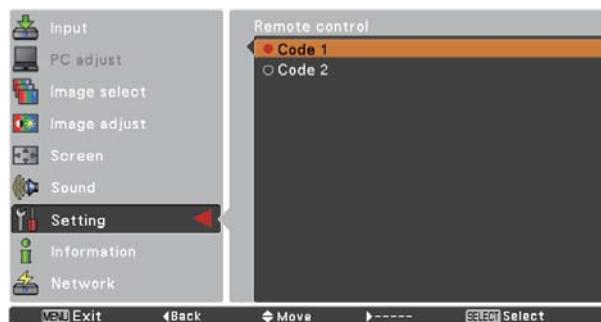 Input
PC adjust
Image select
Image adjust
Screen
Sound
Setting
Information
Network
Remote control
Code 1
Code 2
MENU Exit ◀Back Move ▶----- SELECT Select